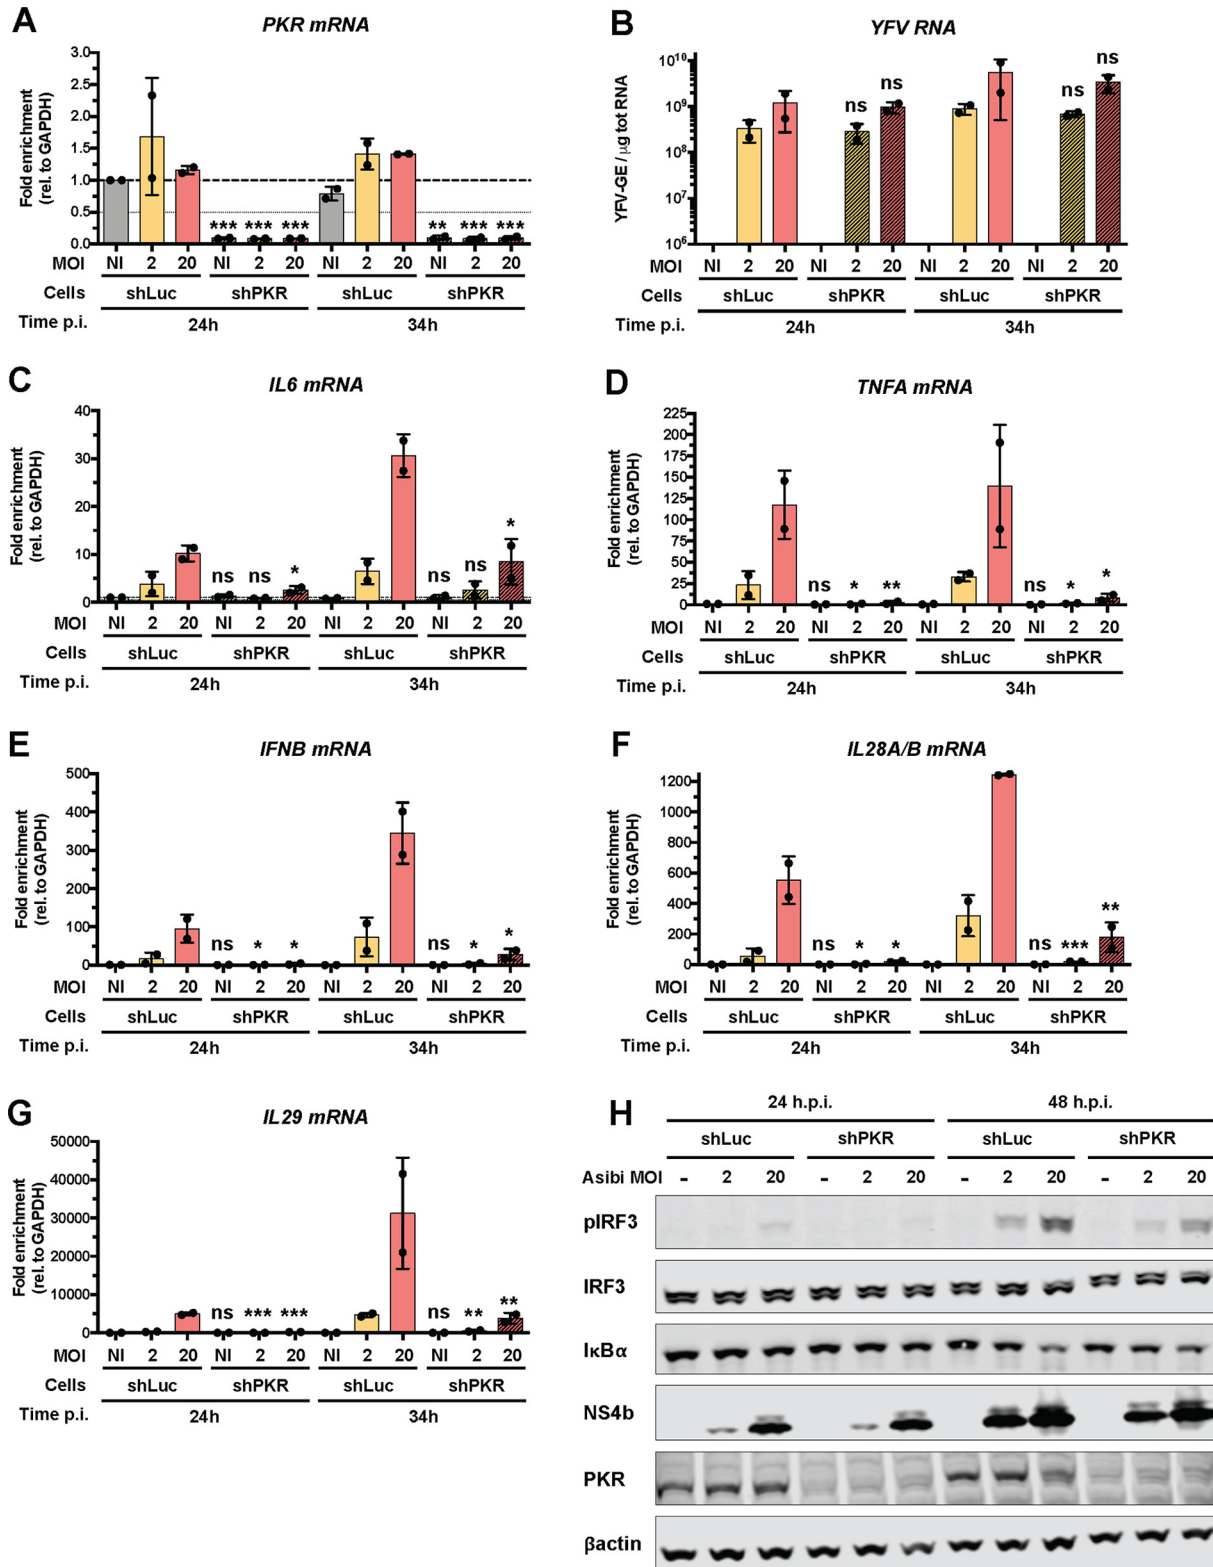 A
PKR mRNA
Fold enrichment
(rel. to GAPDH)
3.0
2.5
2.0
1.5
1.0
0.5
0.0
*** *** *** ** *** ***
MOI NI 2 20 NI 2 20 NI 2 20 NI 2 20
Cells shLuc shPKR shLuc shPKR
Time p.i. 24h 34h
B
YFV RNA
YFV-GE / µg tot RNA
10^10
10^9
10^8
10^7
10^6
ns ns ns ns
MOI NI 2 20 NI 2 20 NI 2 20 NI 2 20
Cells shLuc shPKR shLuc shPKR
Time p.i. 24h 34h
C
IL6 mRNA
Fold enrichment
(rel. to GAPDH)
40
30
20
10
0
ns ns * ns ns *
MOI NI 2 20 NI 2 20 NI 2 20 NI 2 20
Cells shLuc shPKR shLuc shPKR
Time p.i. 24h 34h
D
TNFA mRNA
Fold enrichment
(rel. to GAPDH)
225
200
175
150
125
100
75
50
25
0
ns * ** ns * *
MOI NI 2 20 NI 2 20 NI 2 20 NI 2 20
Cells shLuc shPKR shLuc shPKR
Time p.i. 24h 34h
E
IFNB mRNA
Fold enrichment
(rel. to GAPDH)
500
400
300
200
100
0
ns * * ns * *
MOI NI 2 20 NI 2 20 NI 2 20 NI 2 20
Cells shLuc shPKR shLuc shPKR
Time p.i. 24h 34h
F
IL28A/B mRNA
Fold enrichment
(rel. to GAPDH)
1200
1000
800
600
400
200
0
ns * * ns *** **
MOI NI 2 20 NI 2 20 NI 2 20 NI 2 20
Cells shLuc shPKR shLuc shPKR
Time p.i. 24h 34h
G
IL29 mRNA
Fold enrichment
(rel. to GAPDH)
50000
40000
30000
20000
10000
0
ns *** *** ns ** **
MOI NI 2 20 NI 2 20 NI 2 20 NI 2 20
Cells shLuc shPKR shLuc shPKR
Time p.i. 24h 34h
H
24 h.p.i. 48 h.p.i.
shLuc shPKR shLuc shPKR
Asibi MOI - 2 20 - 2 20 - 2 20 - 2 20
pIRF3
IRF3
IκBα
NS4b
PKR
βactin